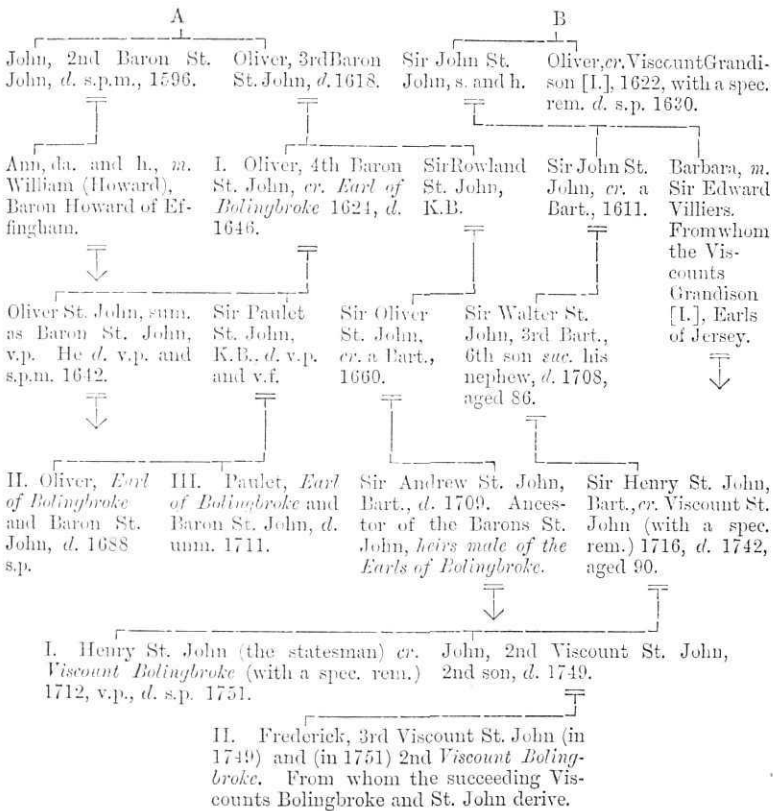 A
B
John, 2nd Baron St.
John, d. s.p.m., 1596.
Oliver, 3rd Baron
St. John, d. 1618.
Sir John St.
John, s. and h.
Oliver, cr. Viscount Grandi-
son [I.], 1622, with a spec.
rem. d. s.p. 1630.
Ann, da. and h., m.
William (Howard),
Baron Howard of Ef-
fingham.
I. Oliver, 4th Baron
St. John, cr. Earl of
Bolingbroke 1624, d.
1646.
Sir Rowland
St. John,
K.B.
Sir John St.
John, cr. a
Bart., 1611.
Barbara, m.
Sir Edward
Villiers.
From whom
the Vis-
counts
Grandison
[I.], Earls
of Jersey.
Oliver St. John, sum.
as Baron St. John,
v.p. He d. v.p. and
s.p.m. 1642.
Sir Paulet
St. John,
K.B., d. v.p.
and v.f.
Sir Oliver
St. John,
cr. a Bart.,
1660.
Sir Walter St.
John, 3rd Bart.,
6th son suc. his
nephew, d. 1708,
aged 86.
II. Oliver, Earl
of Bolingbroke
and Baron St.
John, d. 1688
s.p.
III. Paulet, Earl
of Bolingbroke and
Baron St. John, d.
unm. 1711.
Sir Andrew St. John,
Bart., d. 1709. Ances-
tor of the Barons St.
John, heirs male of the
Earls of Bolingbroke.
Sir Henry St. John,
Bart., cr. Viscount St.
John (with a spec.
rem.) 1716, d. 1742,
aged 90.
I. Henry St. John (the statesman) cr.
Viscount Bolingbroke (with a spec. rem.)
1712, v.p., d. s.p. 1751.
John, 2nd Viscount St. John,
2nd son, d. 1749.
II. Frederick, 3rd Viscount St. John (in
1749) and (in 1751) 2nd Viscount Boling-
broke. From whom the succeeding Vis-
counts Bolingbroke and St. John derive.